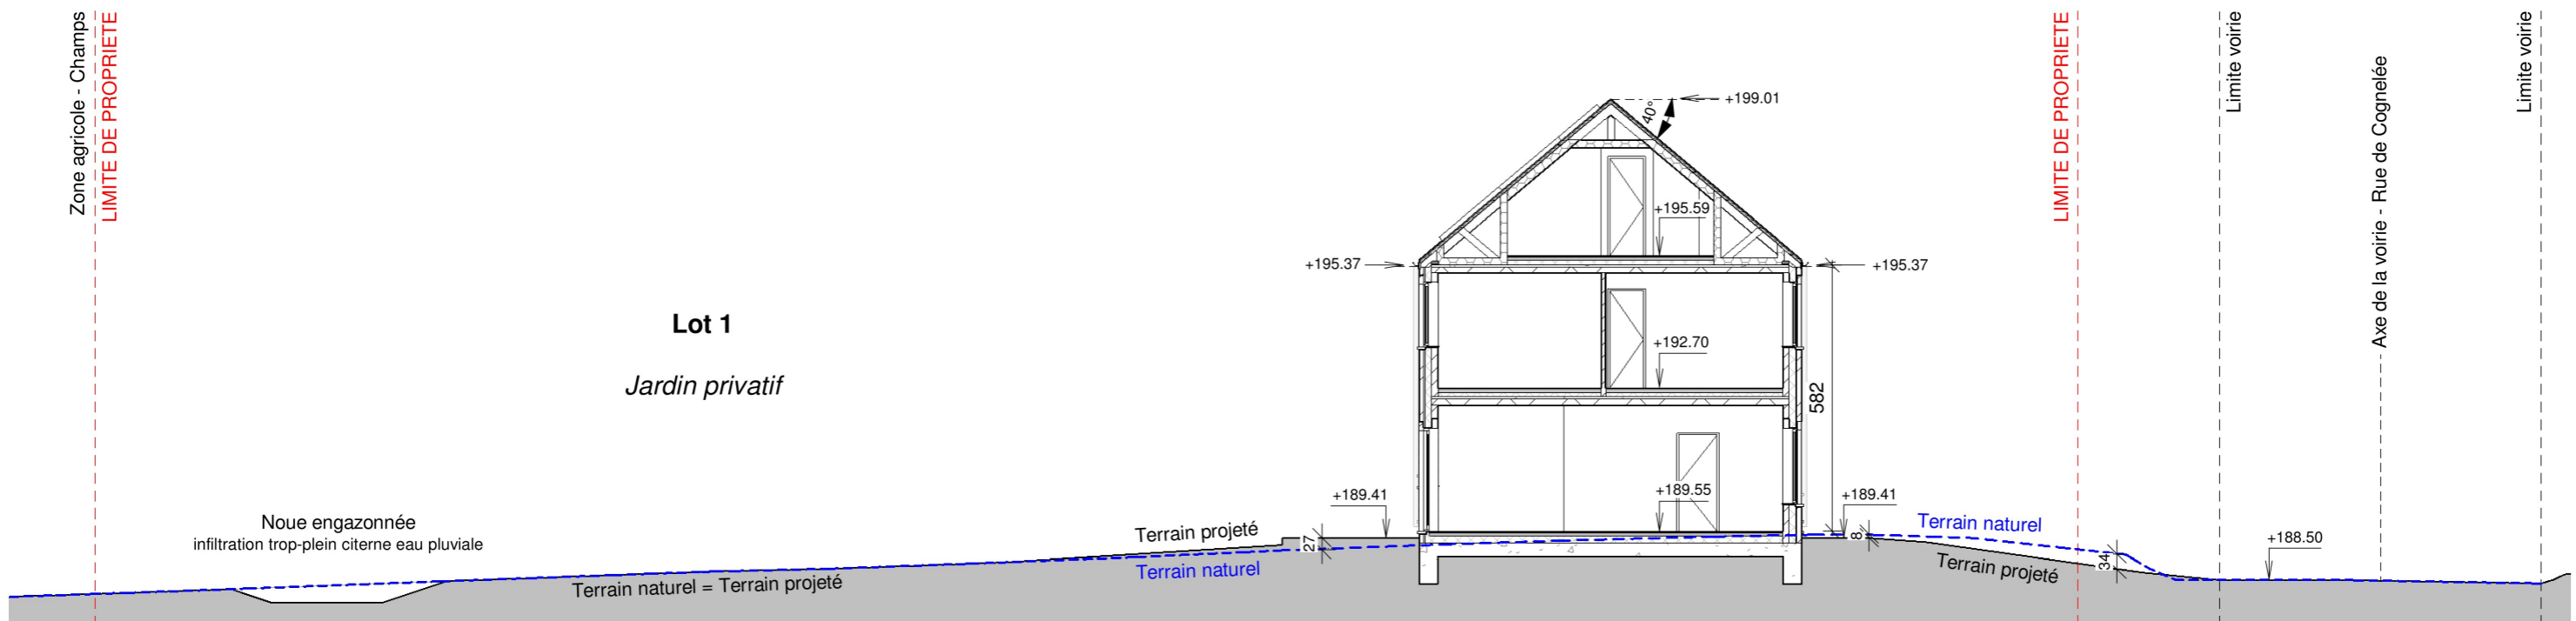 Zone agricole - Champs
LIMITE DE PROPRIETE
LIMITE DE PROPRIETE
Limite voirie
Axe de la voirie - Rue de Cognelée
Limite voirie
+199.01
40°
+195.59
+195.37
+195.37
Lot 1
Jardin privatif
+192.70
582
+189.41
+189.55
+189.41
Noue engazonnée
infiltration trop-plein citerne eau pluviale
Terrain projeté
27
8
Terrain naturel
+188.50
Terrain naturel
Terrain naturel = Terrain projeté
Terrain projeté
34